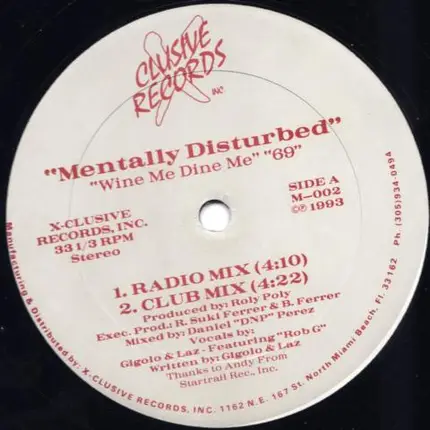 X
CLUSIVE
RECORDS
INC.
"Mentally Disturbed"
"Wine Me Dine Me" "69"
X-CLUSIVE
RECORDS, INC.
33 1/3 RPM
Stereo
SIDE A
M-002
©℗ 1993
1. RADIO MIX (4:10)
2. CLUB MIX (4:22)
Produced by: Roly Poly
Exec. Prod.: R. Suki Ferrer & B. Ferrer
Mixed by: Daniel "DNP" Perez
Vocals by:
Gigolo & Laz - Featuring "Rob G"
Written by: Gigolo & Laz
Thanks to Andy From
Startrail Rec., Inc.
Manufacturing & Distributed by: X-CLUSIVE RECORDS, INC. 1162 N.E. 167 St. North Miami Beach, Fl. 33162 Ph. (305)934-0494